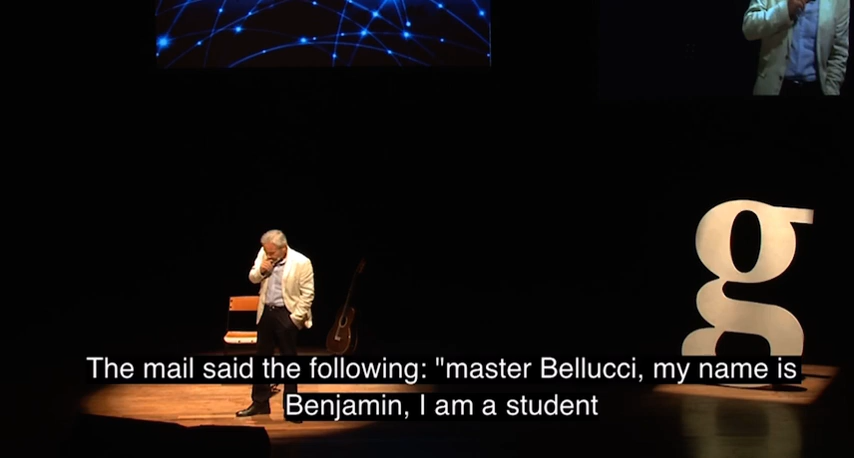 g
The mail said the following: "master Bellucci, my name is
Benjamin, I am a student